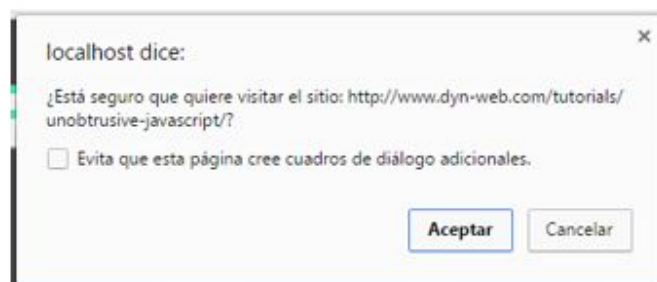 localhost dice:
¿Está seguro que quiere visitar el sitio: http://www.dyn-web.com/tutorials/
unobtrusive-javascript/?
Evita que esta página cree cuadros de diálogo adicionales.
Aceptar Cancelar